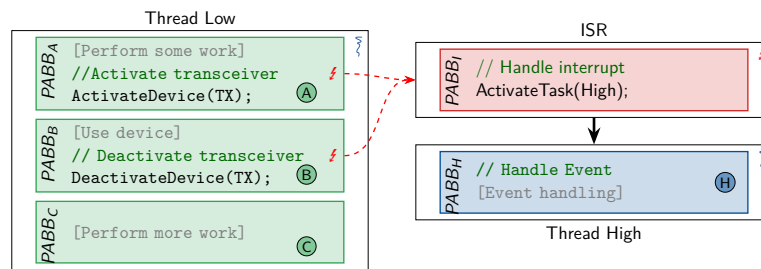 Thread Low
PABB_A
[Perform some work]
//Activate transceiver
ActivateDevice(TX);
A
PABB_B
[Use device]
// Deactivate transceiver
DeactivateDevice(TX);
B
PABB_C
[Perform more work]
C
ISR
PABB_I
// Handle interrupt
ActivateTask(High);
PABB_H
// Handle Event
[Event handling]
H
Thread High